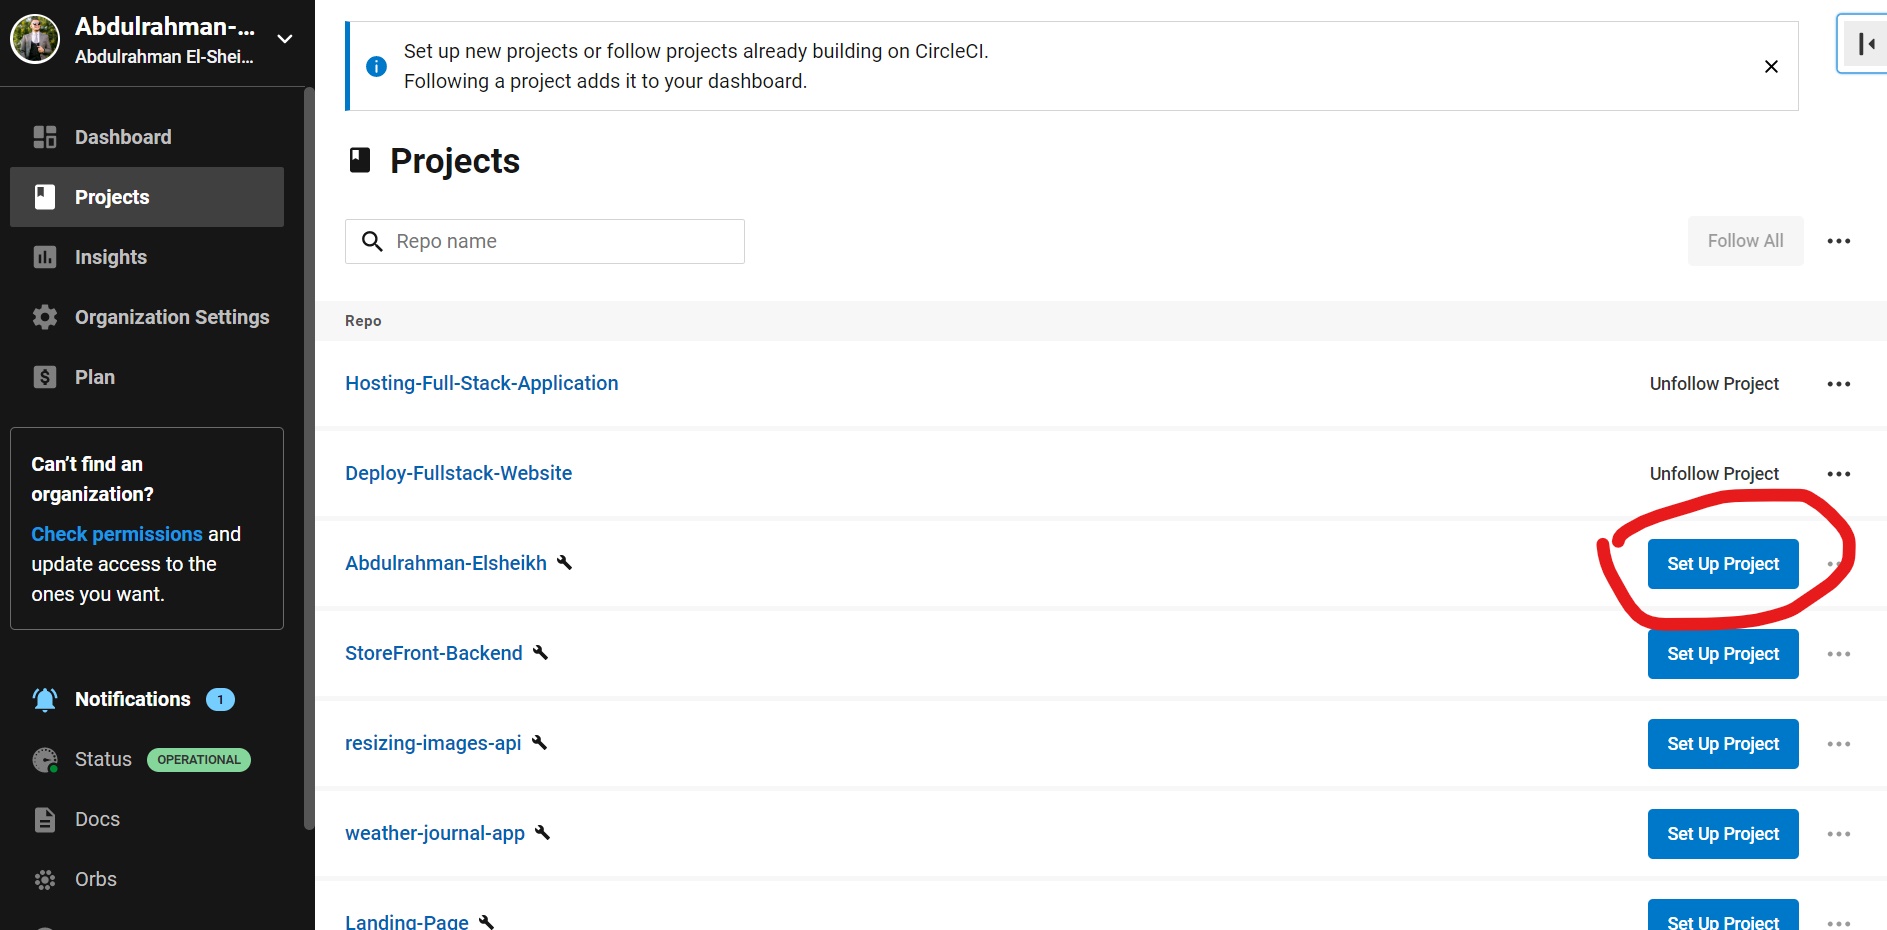 Abdulrahman-...
Abdulrahman El-Shei...
Dashboard
Projects
Insights
Organization Settings
Plan
Can't find an
organization?
Check permissions and
update access to the
ones you want.
Notifications 1
Status OPERATIONAL
Docs
Orbs
Set up new projects or follow projects already building on CircleCI.
Following a project adds it to your dashboard.
Projects
Repo name
Follow All
Repo
Hosting-Full-Stack-Application Unfollow Project
Deploy-Fullstack-Website Unfollow Project
Abdulrahman-Elsheikh Set Up Project
StoreFront-Backend Set Up Project
resizing-images-api Set Up Project
weather-journal-app Set Up Project
Landing-Page Set Up Project